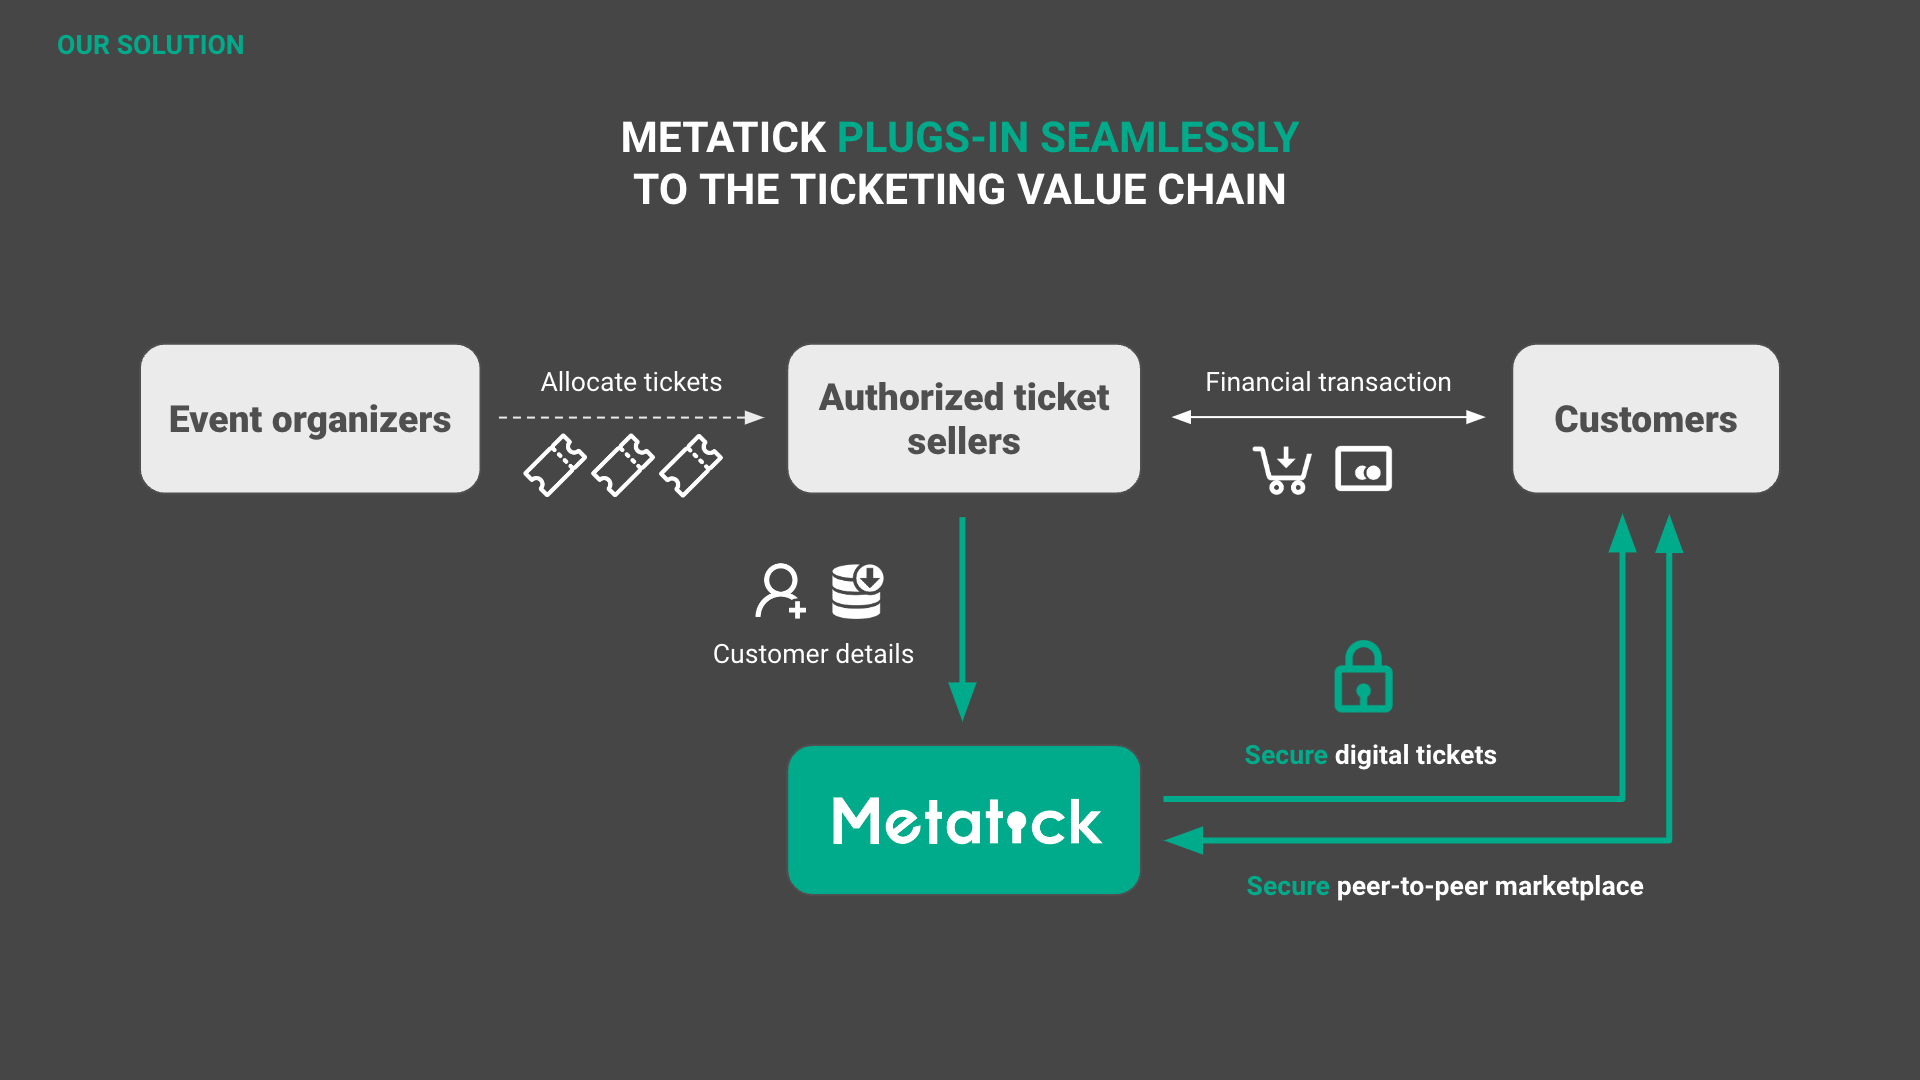 OUR SOLUTION
METATICK PLUGS-IN SEAMLESSLY
TO THE TICKETING VALUE CHAIN
Event organizers
Allocate tickets
Authorized ticket
sellers
Financial transaction
Customers
Customer details
Secure digital tickets
Metatick
Secure peer-to-peer marketplace